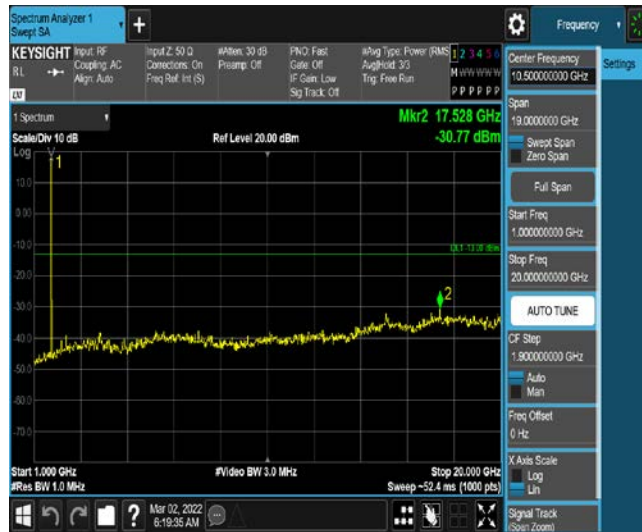 Spectrum Analyzer 1
Swept SA
+
Frequency
KEYSIGHT
RL
Input: RF
Coupling: AC
Align: Auto
Input Z: 50 Ω
Corrections: On
Freq Ref: Int (S)
#Atten: 30 dB
Preamp: Off
PNO: Fast
Gate: Off
IF Gain: Low
Sig Track: Off
#Avg Type: Power (RMS
Avg|Hold: 3/3
Trig: Free Run
1 2 3 4 5 6
M W W W W W
P P P P P P
LXI
1 Spectrum
Scale/Div 10 dB
Ref Level 20.00 dBm
Mkr2 17.528 GHz
-30.77 dBm
Log
1
10.0
0.00
-10.0
DL1 -13.00 dBm
-20.0
2
-30.0
-40.0
-50.0
-60.0
-70.0
Start 1.000 GHz
#Video BW 3.0 MHz
Stop 20.000 GHz
#Res BW 1.0 MHz
Sweep ~52.4 ms (1000 pts)
?
Mar 02, 2022
6:19:35 AM
Center Frequency
10.500000000 GHz
Settings
Span
19.0000000 GHz
Swept Span
Zero Span
Full Span
Start Freq
1.000000000 GHz
Stop Freq
20.000000000 GHz
AUTO TUNE
CF Step
1.900000000 GHz
Auto
Man
Freq Offset
0 Hz
X Axis Scale
Log
Lin
Signal Track
(Span Zoom)